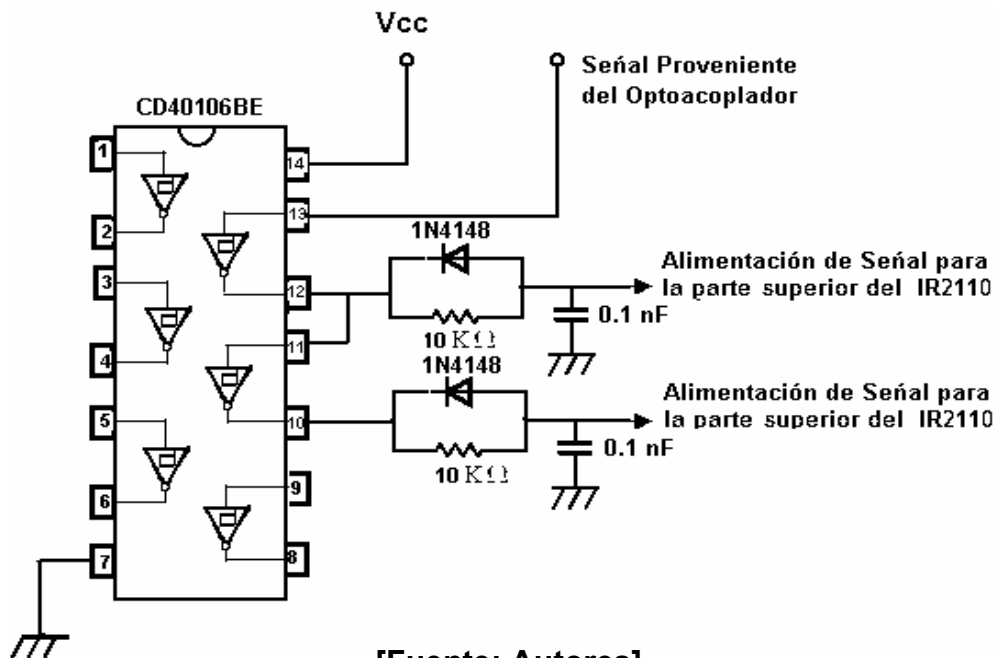 Vcc
Señal Proveniente
del Optoacoplador
CD40106BE
1
14
13
2
1N4148
3
12
Alimentación de Señal para
la parte superior del IR2110
0.1 nF
10 KΩ
11
4
1N4148
Alimentación de Señal para
la parte superior del IR2110
5
10
0.1 nF
10 KΩ
9
6
7
8
[Fuente: Autores]